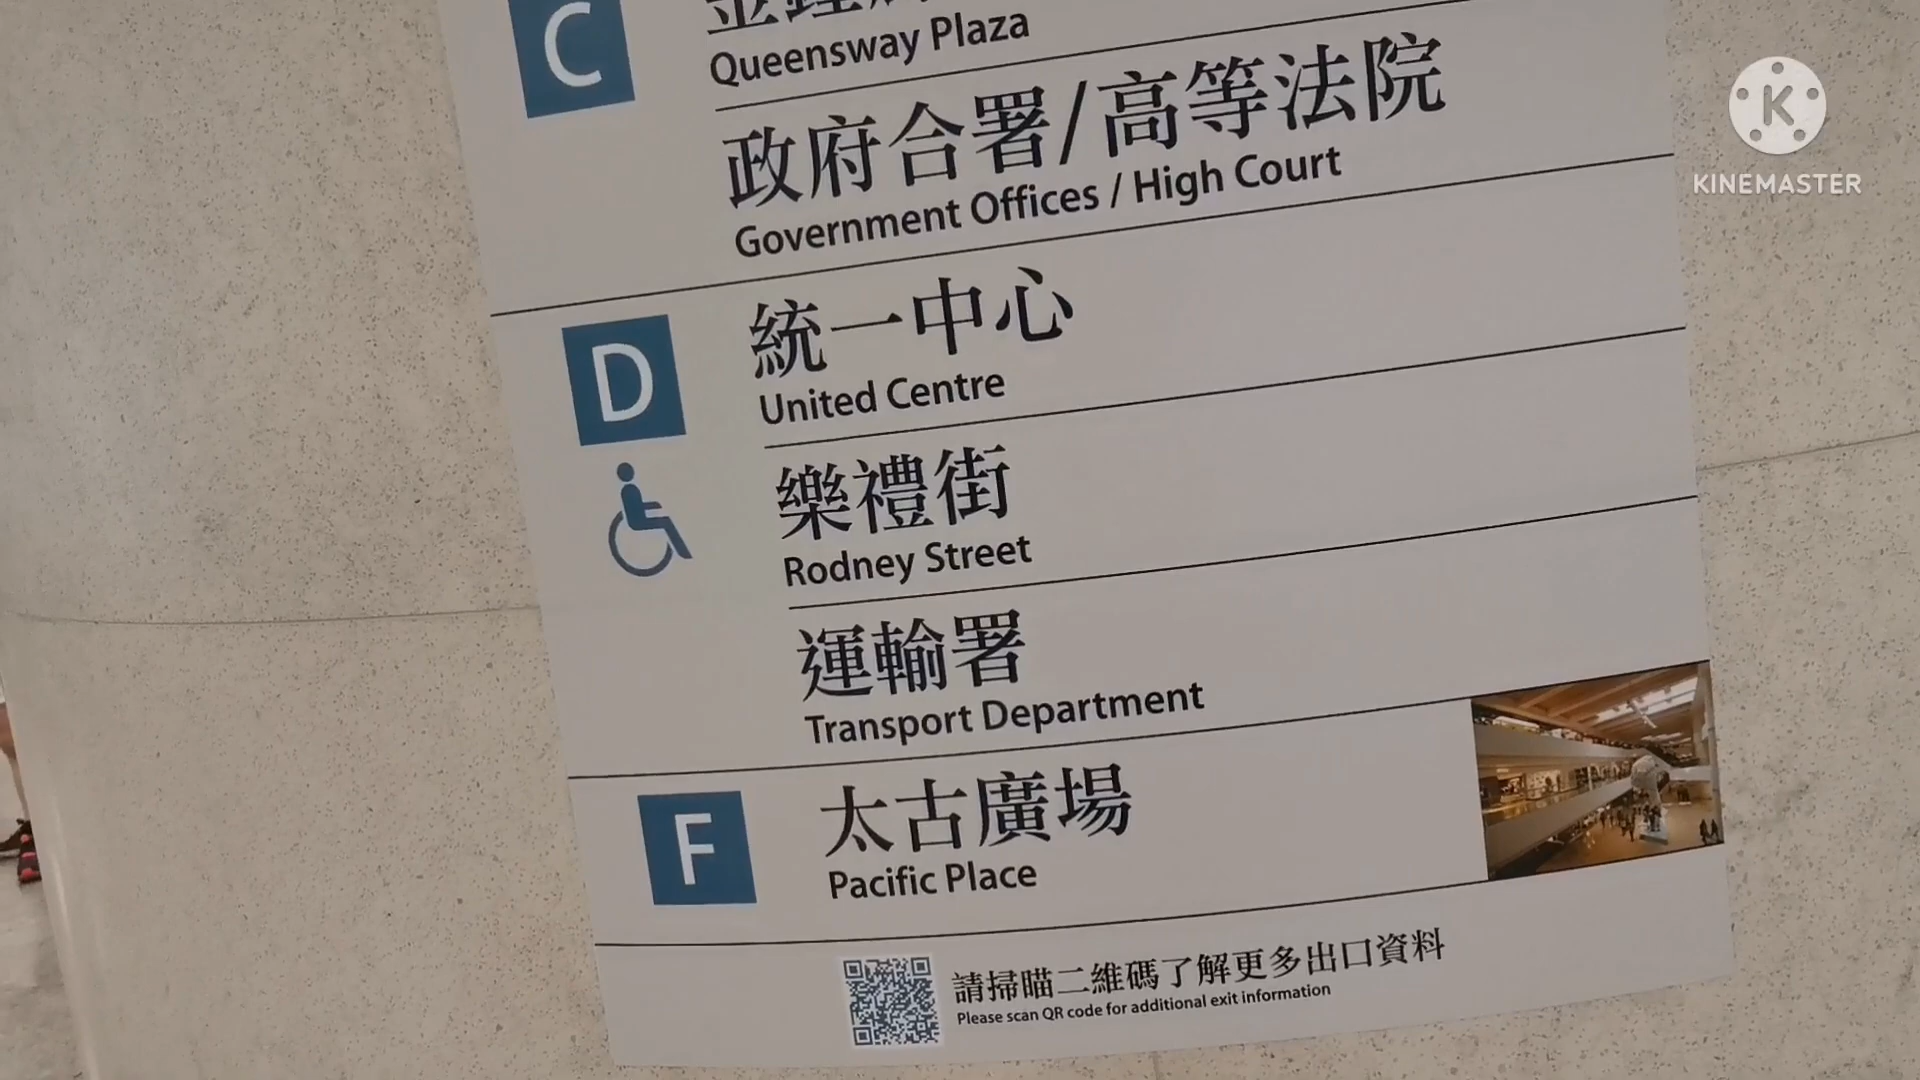 C
Queensway Plaza
政府合署/高等法院
Government Offices / High Court
D
統一中心
United Centre
樂禮街
Rodney Street
運輸署
Transport Department
F
太古廣場
Pacific Place
請掃瞄二維碼了解更多出口資料
Please scan QR code for additional exit information
K
KINEMASTER